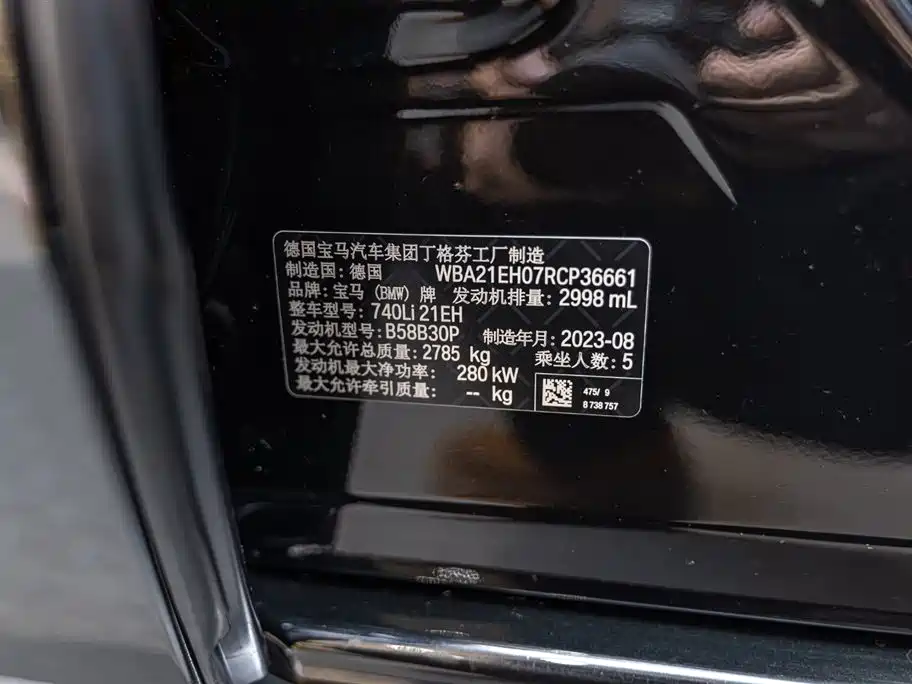 德国宝马汽车集团丁格芬工厂制造
制造国: 德国 WBA21EH07RCP36661
品牌: 宝马 (BMW) 牌 发动机排量: 2998 mL
整车型号: 740Li 21EH
发动机型号: B58B30P 制造年月: 2023-08
最大允许总质量: 2785 kg 乘坐人数: 5
发动机最大净功率: 280 kW
最大允许牵引质量: -- kg
475/ 9
8 738 757